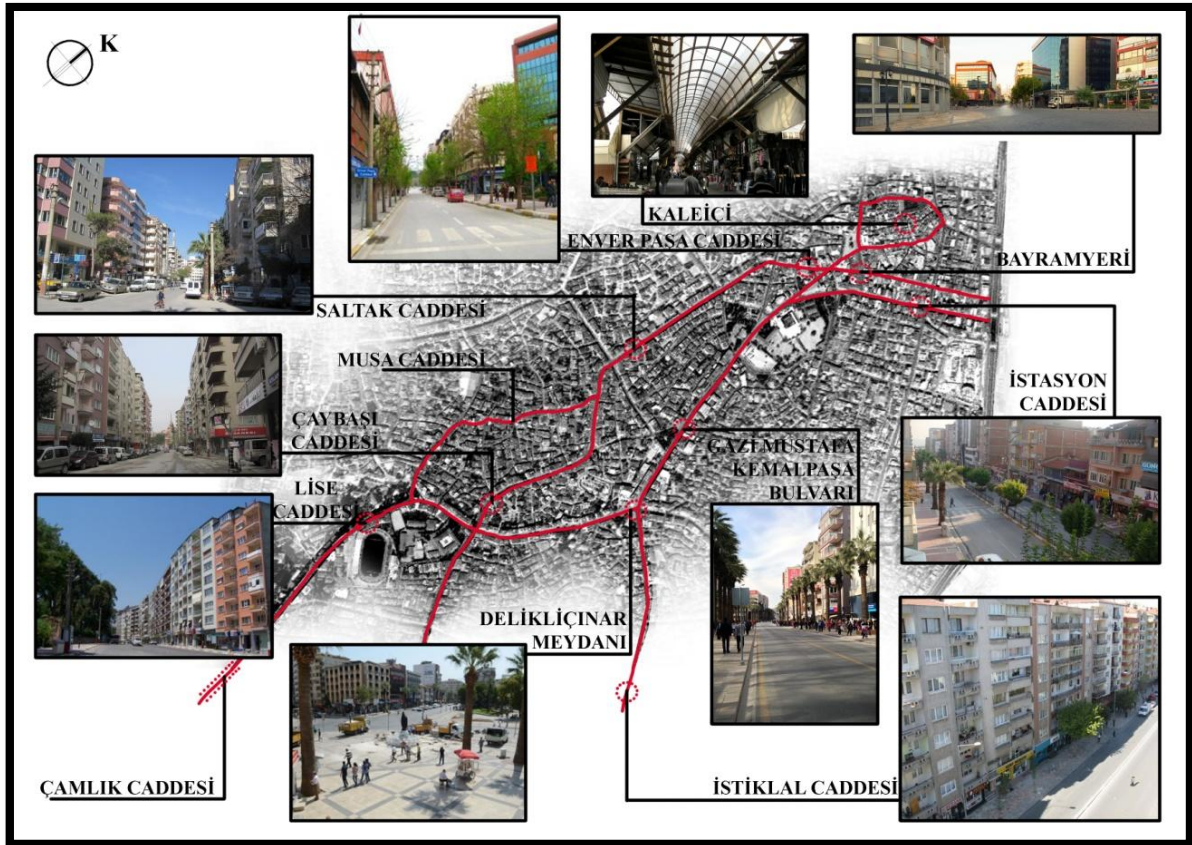 K
KALEİÇİ
ENVER PAŞA CADDESİ
BAYRAMYERİ
SALTAK CADDESİ
MUSA CADDESİ
İSTASYON
CADDESİ
ÇAYBAŞI
CADDESİ
GAZİ MUSTAFA
KEMALPAŞA
BULVARI
LİSE
CADDESİ
DELİKLİÇINAR
MEYDANI
ÇAMLIK CADDESİ
İSTİKLAL CADDESİ